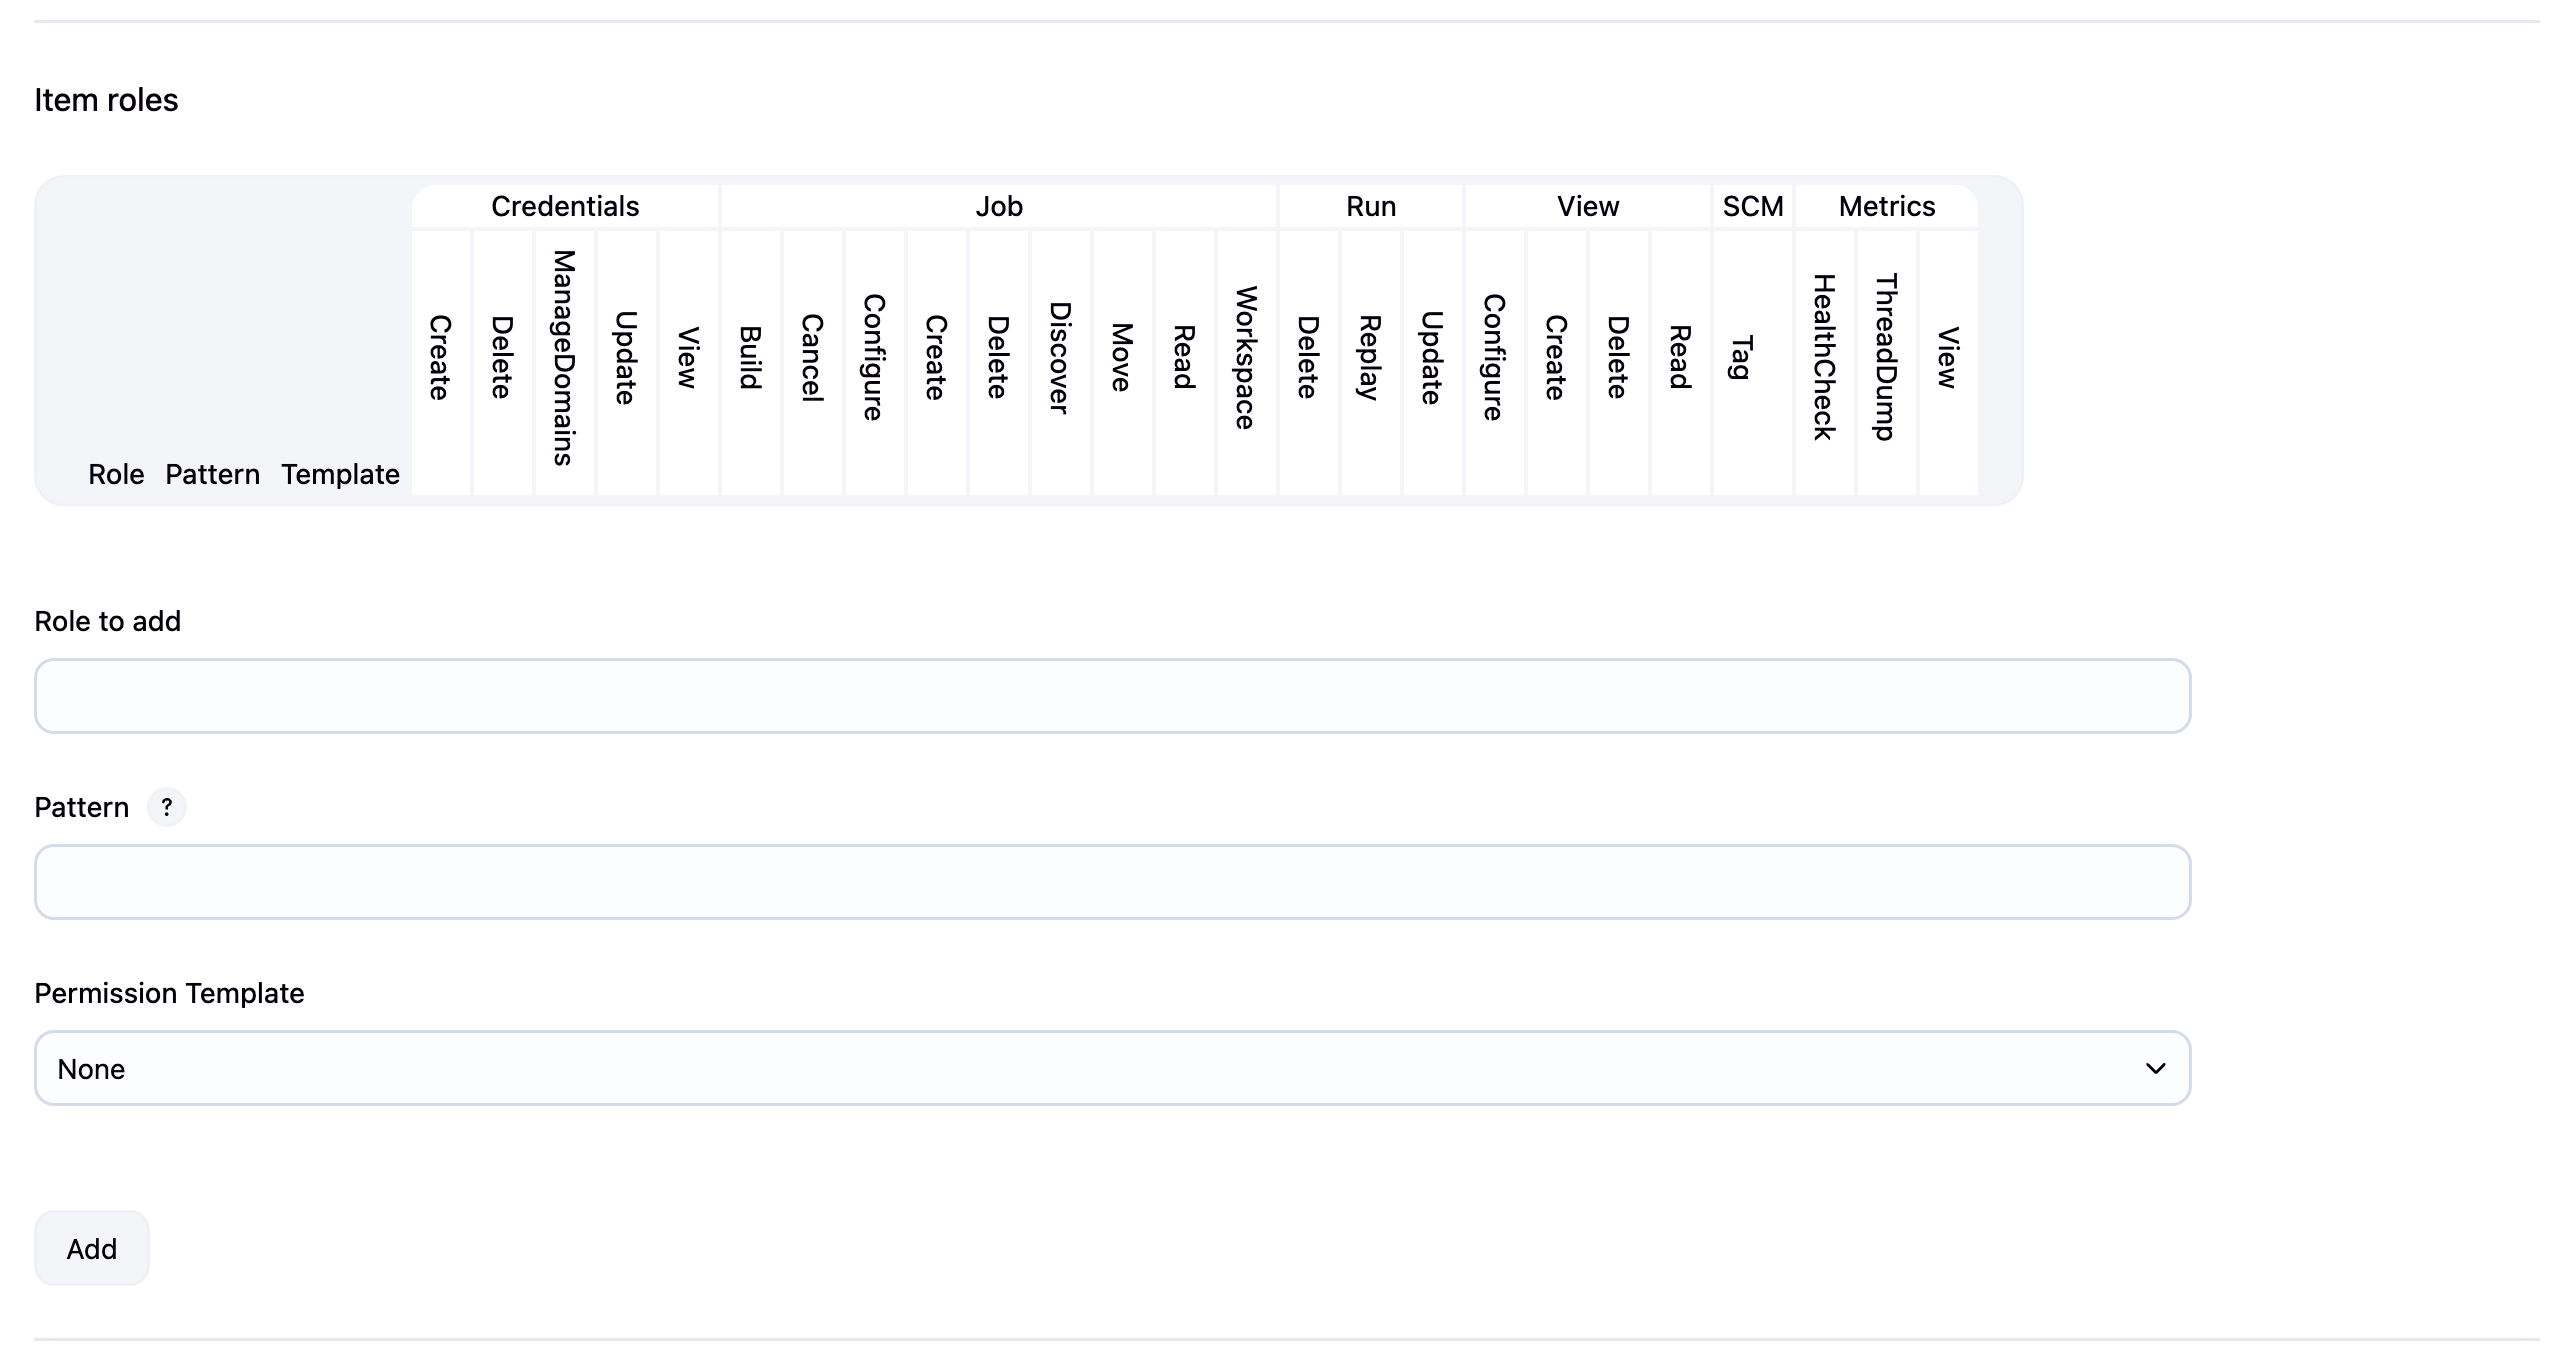 Item roles
Credentials Job Run View SCM Metrics
Create Delete ManageDomains Update View Build Cancel Configure Create Delete Discover Move Read Workspace Delete Replay Update Configure Create Delete Read Tag HealthCheck ThreadDump View
Role Pattern Template
Role to add
Pattern ?
Permission Template
None
Add